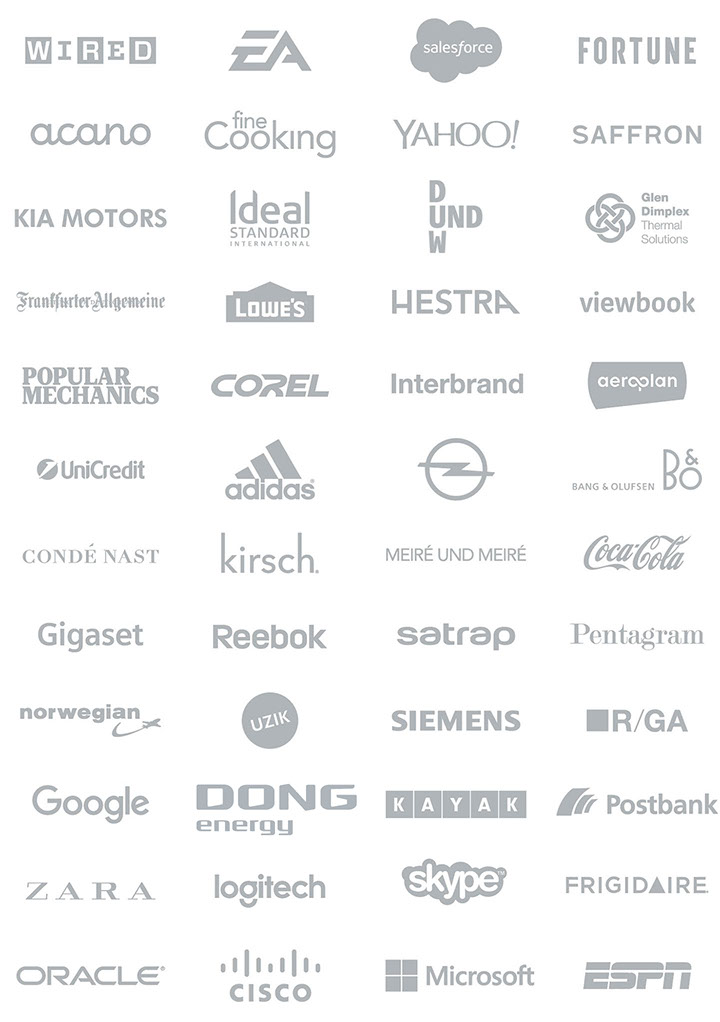 WIRED
EA
salesforce
FORTUNE
acano
fine
Cooking
YAHOO!
SAFFRON
KIA MOTORS
Ideal
STANDARD
INTERNATIONAL
D
UND
W
Glen
Dimplex
Thermal
Solutions
Frankfurter Allgemeine
LOWE'S
HESTRA
viewbook
POPULAR
MECHANICS
COREL
Interbrand
aeroplan
UniCredit
adidas®
BANG & OLUFSEN
B&O
CONDÉ NAST
kirsch®
MEIRÉ UND MEIRÉ
Coca-Cola
Gigaset
Reebok
satrap
Pentagram
norwegian
UZIK
SIEMENS
R/GA
Google
DONG
energy
KAYAK
Postbank
ZARA
logitech
skype™
FRIGIDAIRE®
ORACLE®
CISCO
Microsoft
ESPN